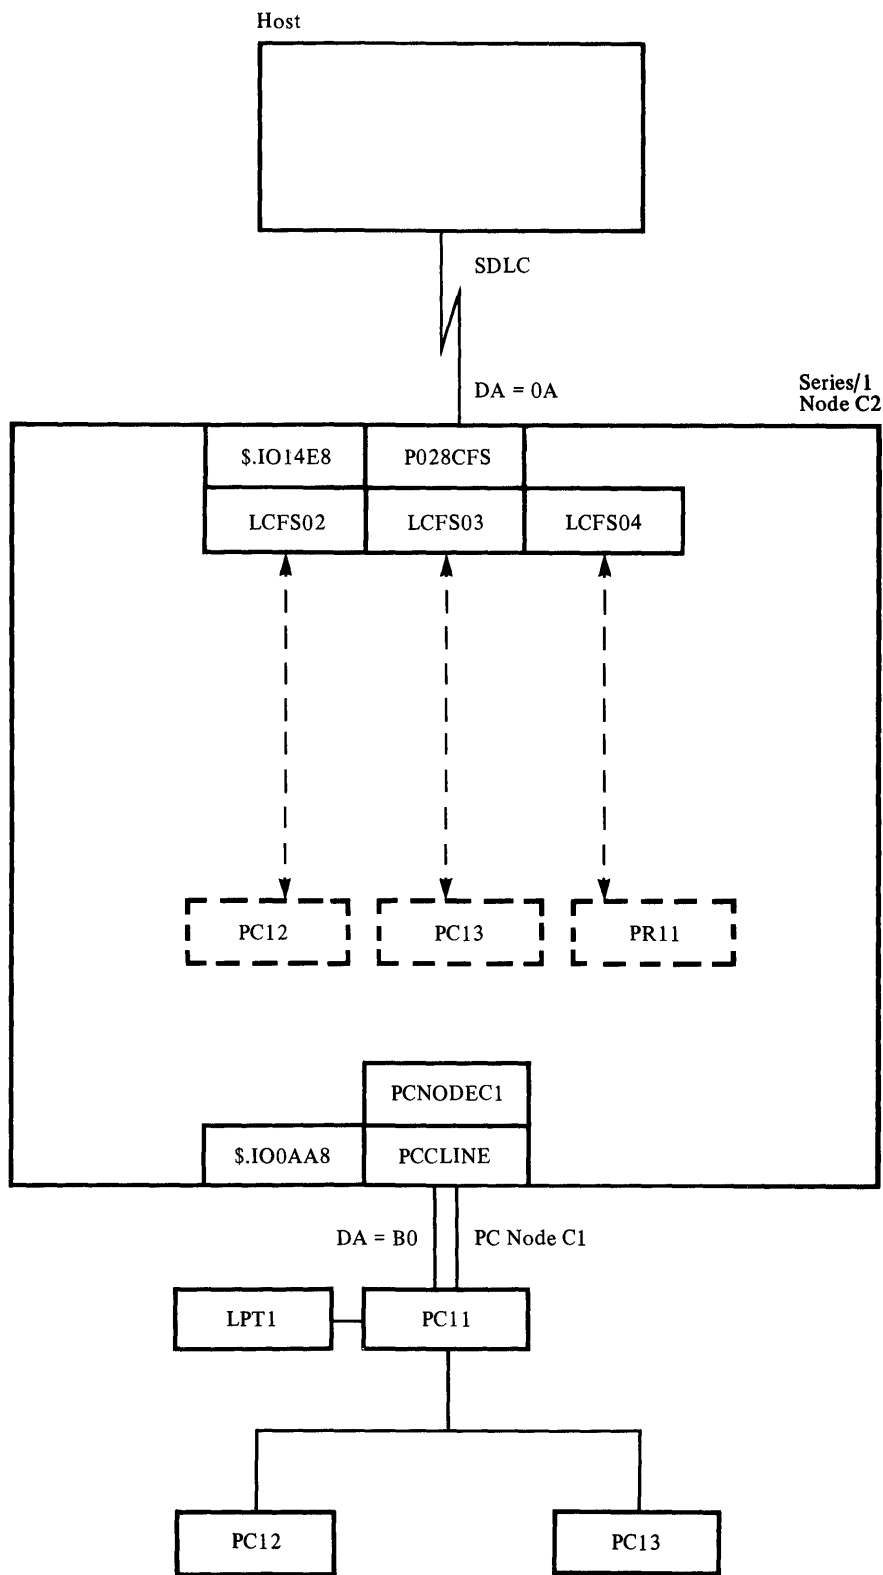 Host
SDLC
DA = 0A
Series/1
Node C2
$.IO14E8
P028CFS
LCFS02
LCFS03
LCFS04
PC12
PC13
PR11
PCNODEC1
$.IO0AA8
PCCLINE
DA = B0
PC Node C1
LPT1
PC11
PC12
PC13